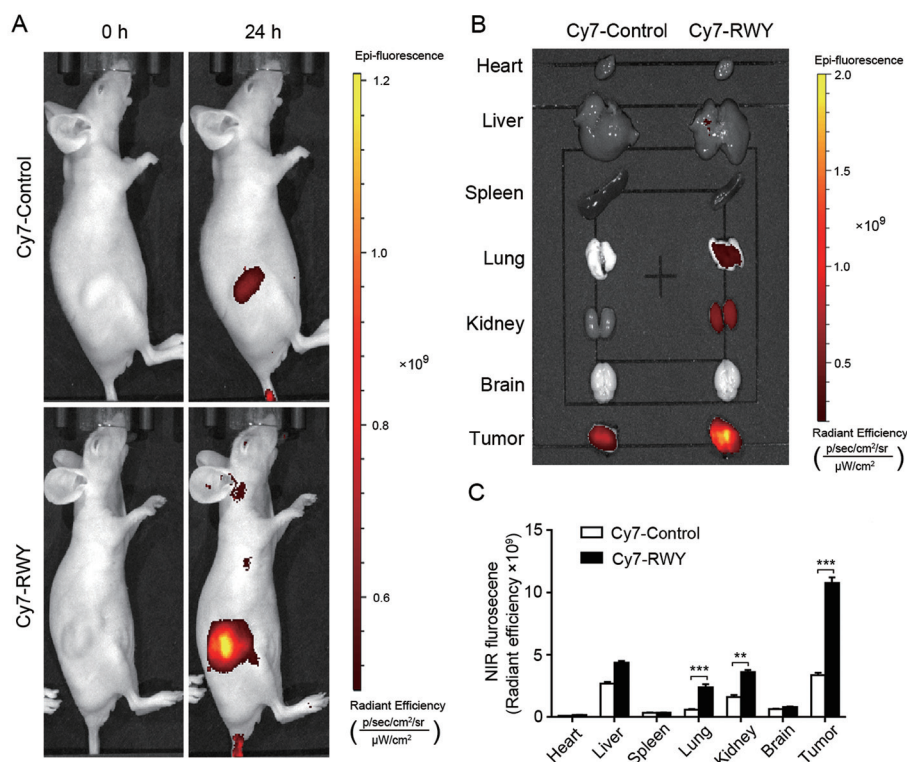 A
0 h
24 h
Cy7-Control
Cy7-RWY
Epi-fluorescence
1.2
1.0
×10⁹
0.8
0.6
Radiant Efficiency
(p/sec/cm²/sr
µW/cm²)
B
Cy7-Control
Cy7-RWY
Heart
Liver
Spleen
Lung
Kidney
Brain
Tumor
Epi-fluorescence
2.0
1.5
×10⁹
1.0
0.5
Radiant Efficiency
(p/sec/cm²/sr
µW/cm²)
C
Cy7-Control
Cy7-RWY
NIR flurosecene
(Radiant efficiency ×10⁹)
15
10
5
0
***
**
***
Heart
Liver
Spleen
Lung
Kidney
Brain
Tumor